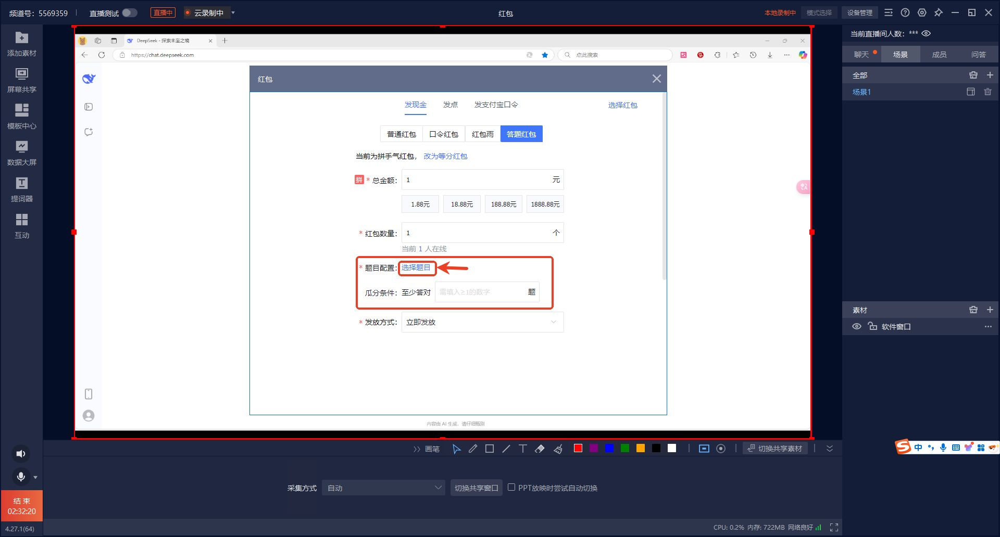 频道号：5569359
直播测试
直播中
云录制中
红包
本地录制中
模式选择
设备管理
添加素材
屏幕共享
模板中心
数据大屏
提词器
互动
DeepSeek - 探索未至之境
https://chat.deepseek.com
点此搜索
红包
发现金
发点
发支付宝口令
选择红包
普通红包
口令红包
红包雨
答题红包
当前为拼手气红包，
改为等分红包
拼
* 总金额：
1
元
1.88元
18.88元
188.88元
1888.88元
* 红包数量：
1
个
当前 1 人在线
* 题目配置：
选择题目
瓜分条件：
至少答对
需填入≥1的数字
题
* 发放方式：
立即发放
内容由 AI 生成，请仔细甄别
画笔
切换共享素材
采集方式
自动
切换共享窗口
PPT放映时尝试自动切换
结 束
02:32:20
4.27.1(64)
CPU: 0.2% 内存: 722MB 网络良好
当前直播间人数：***
聊天
场景
成员
问答
全部
场景1
素材
软件窗口
中